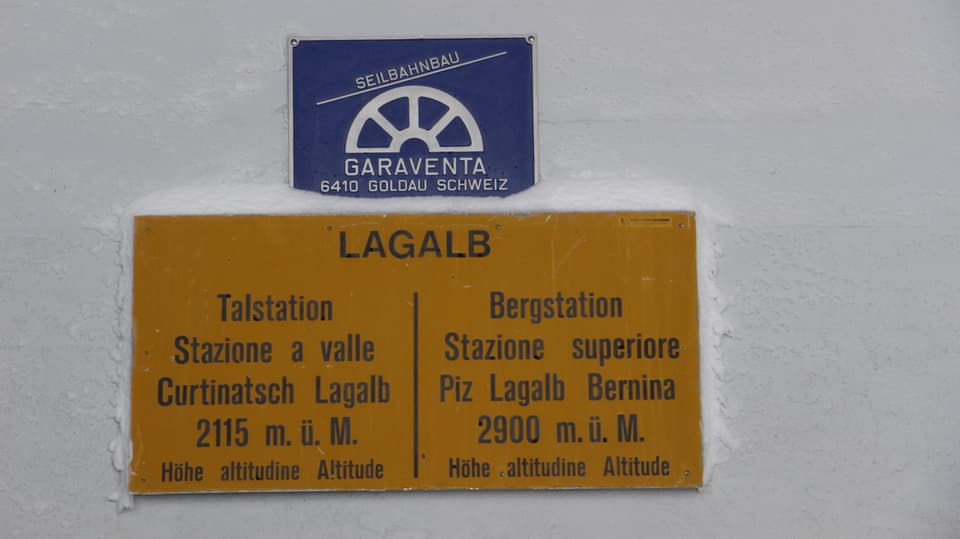 SEILBAHNBAU
GARAVENTA
6410 GOLDAU SCHWEIZ
LAGALB
Talstation
Stazione a valle
Curtinatsch Lagalb
2115 m. ü. M.
Höhe altitudine Altitude
Bergstation
Stazione superiore
Piz Lagalb Bernina
2900 m. ü. M.
Höhe altitudine Altitude